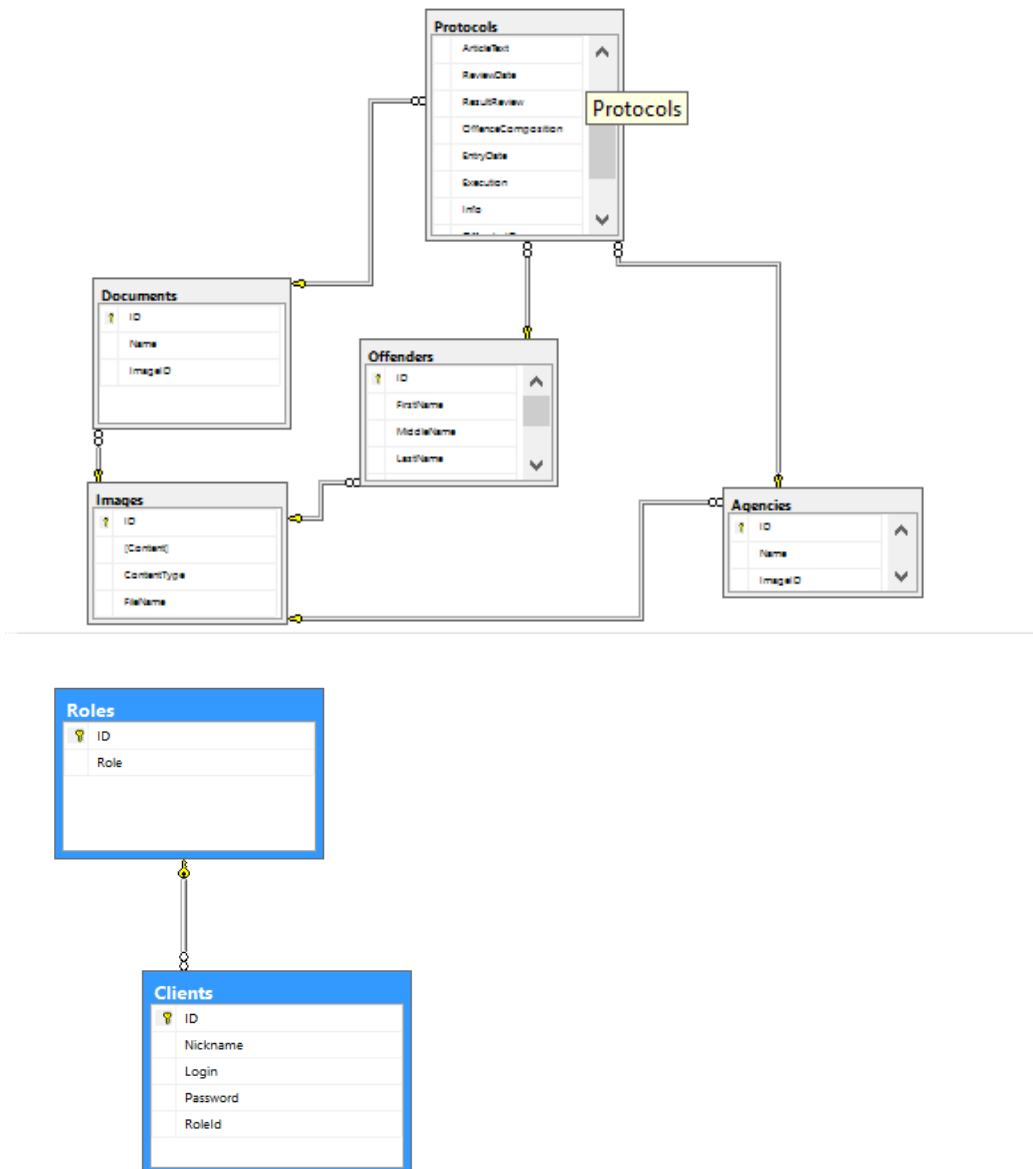 Protocols
ArticleText
ReviewDate
ResultReview
Protocols
OffenceComposition
EntryDate
Execution
Info
Documents
ID
Name
ImageID
Offenders
ID
FirstName
MiddleName
LastName
Images
ID
[Content]
ContentType
FileName
Agencies
ID
Name
ImageID
Roles
ID
Role
Clients
ID
Nickname
Login
Password
RoleId